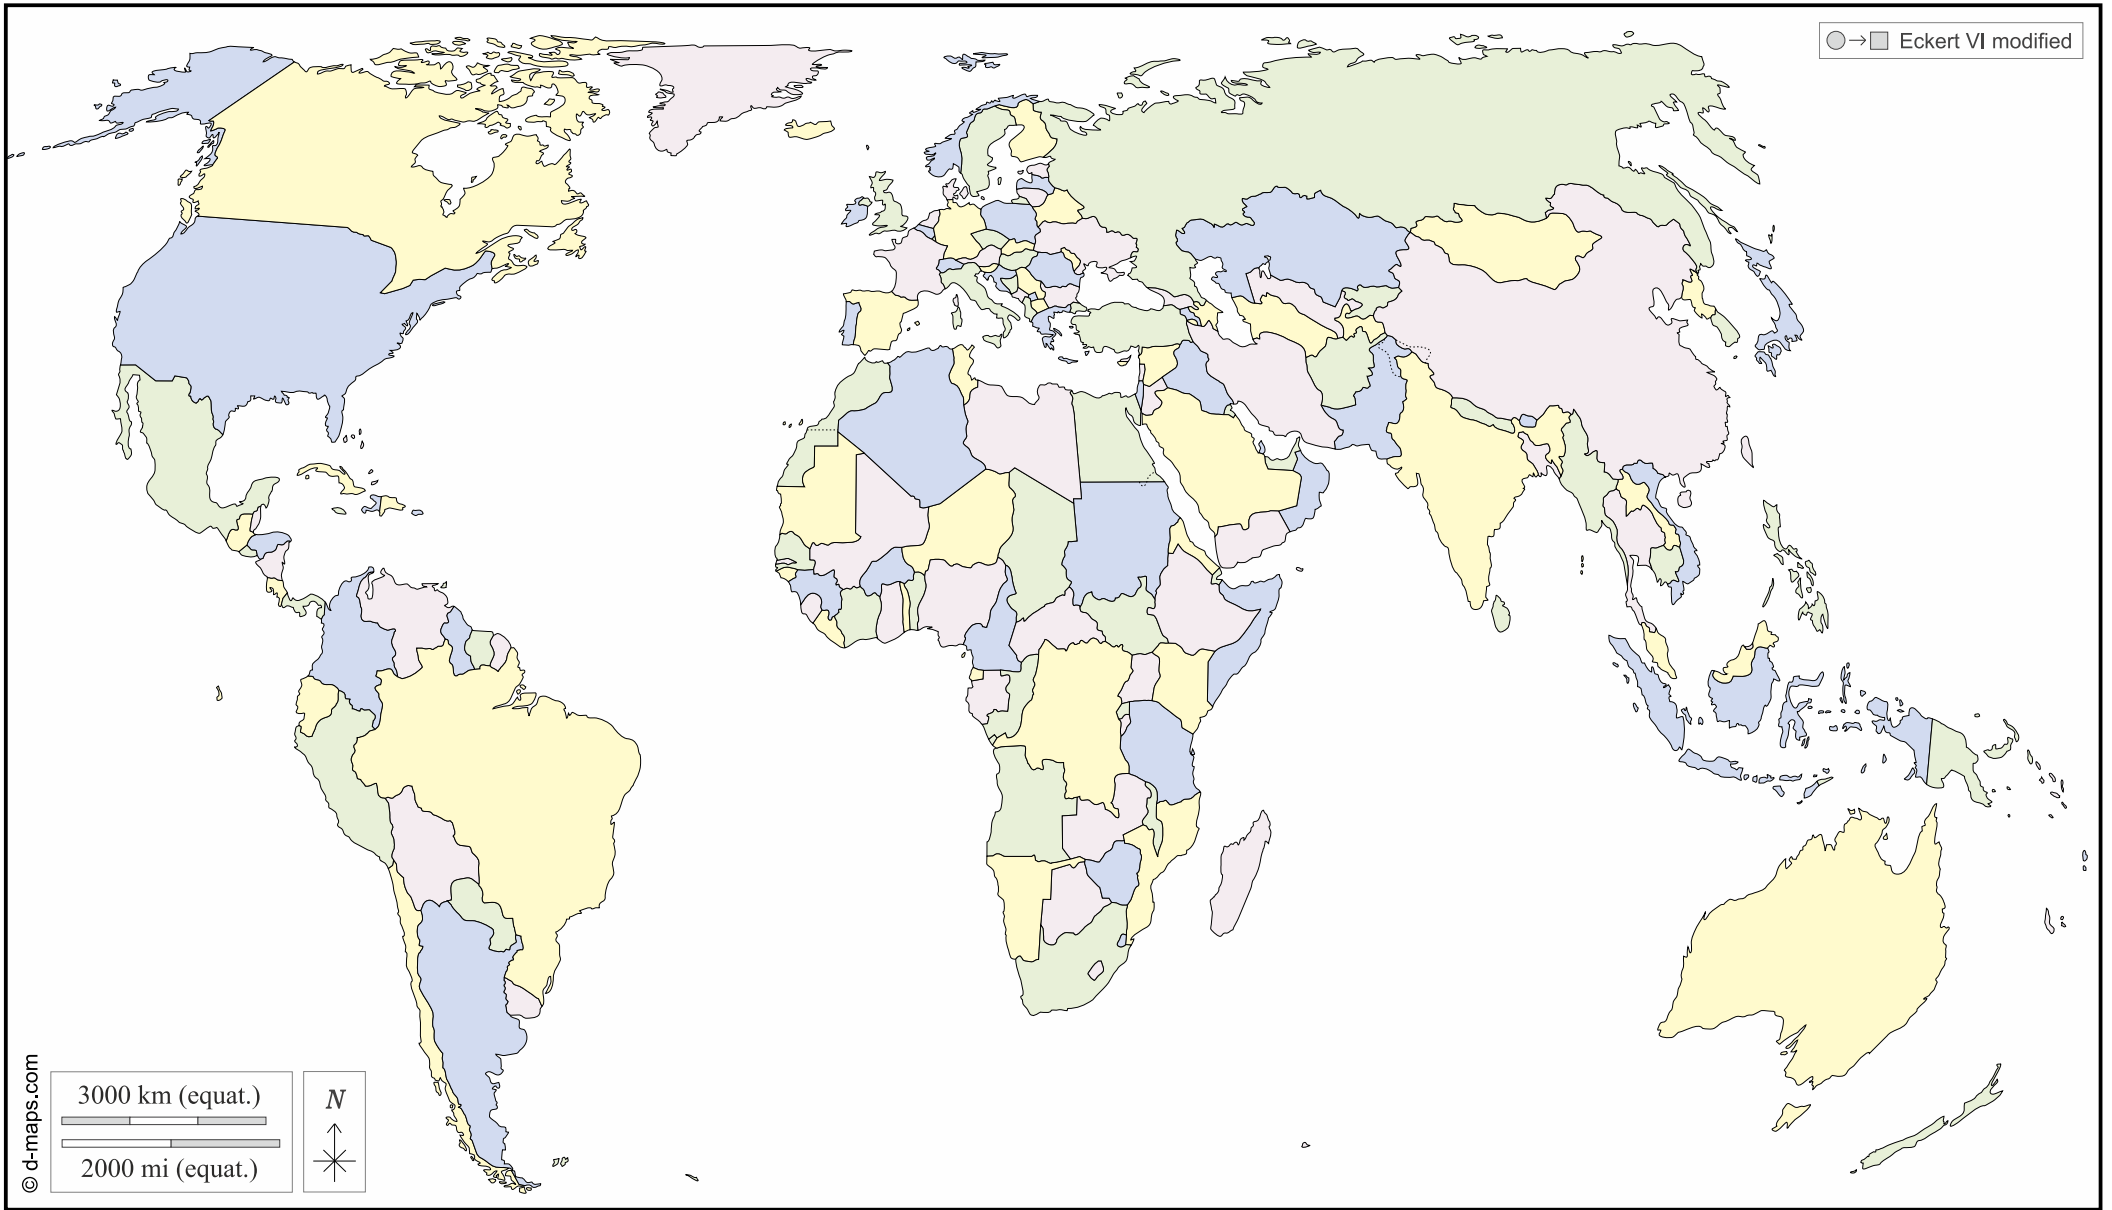 Eckert VI modified
3000 km (equat.)
2000 mi (equat.)
N
© d-maps.com